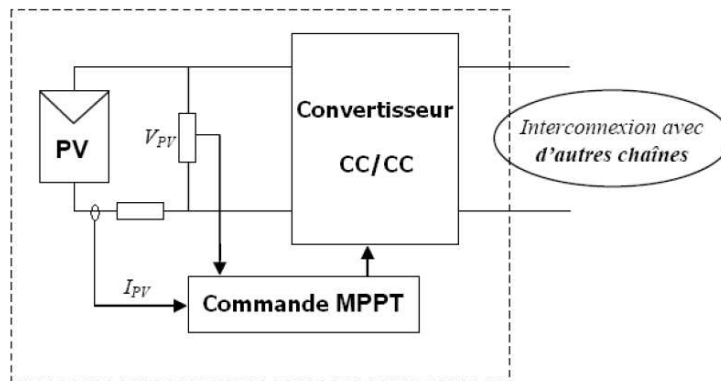 PV
V_PV
Convertisseur
CC/CC
Interconnexion avec
d'autres chaînes
I_PV
Commande MPPT